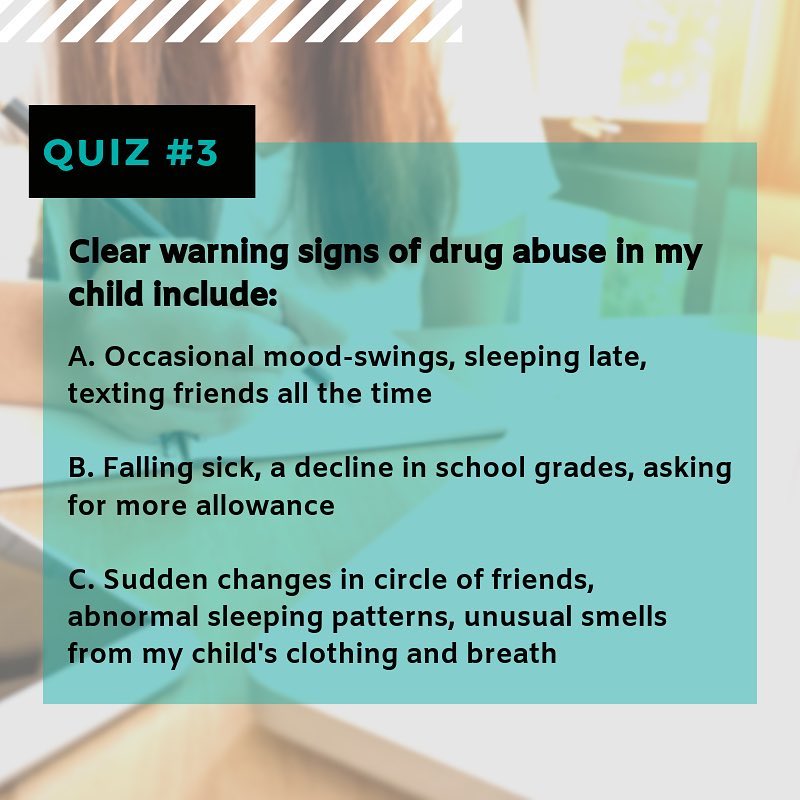 QUIZ #3
Clear warning signs of drug abuse in my
child include:
A. Occasional mood-swings, sleeping late,
texting friends all the time
B. Falling sick, a decline in school grades, asking
for more allowance
C. Sudden changes in circle of friends,
abnormal sleeping patterns, unusual smells
from my child's clothing and breath